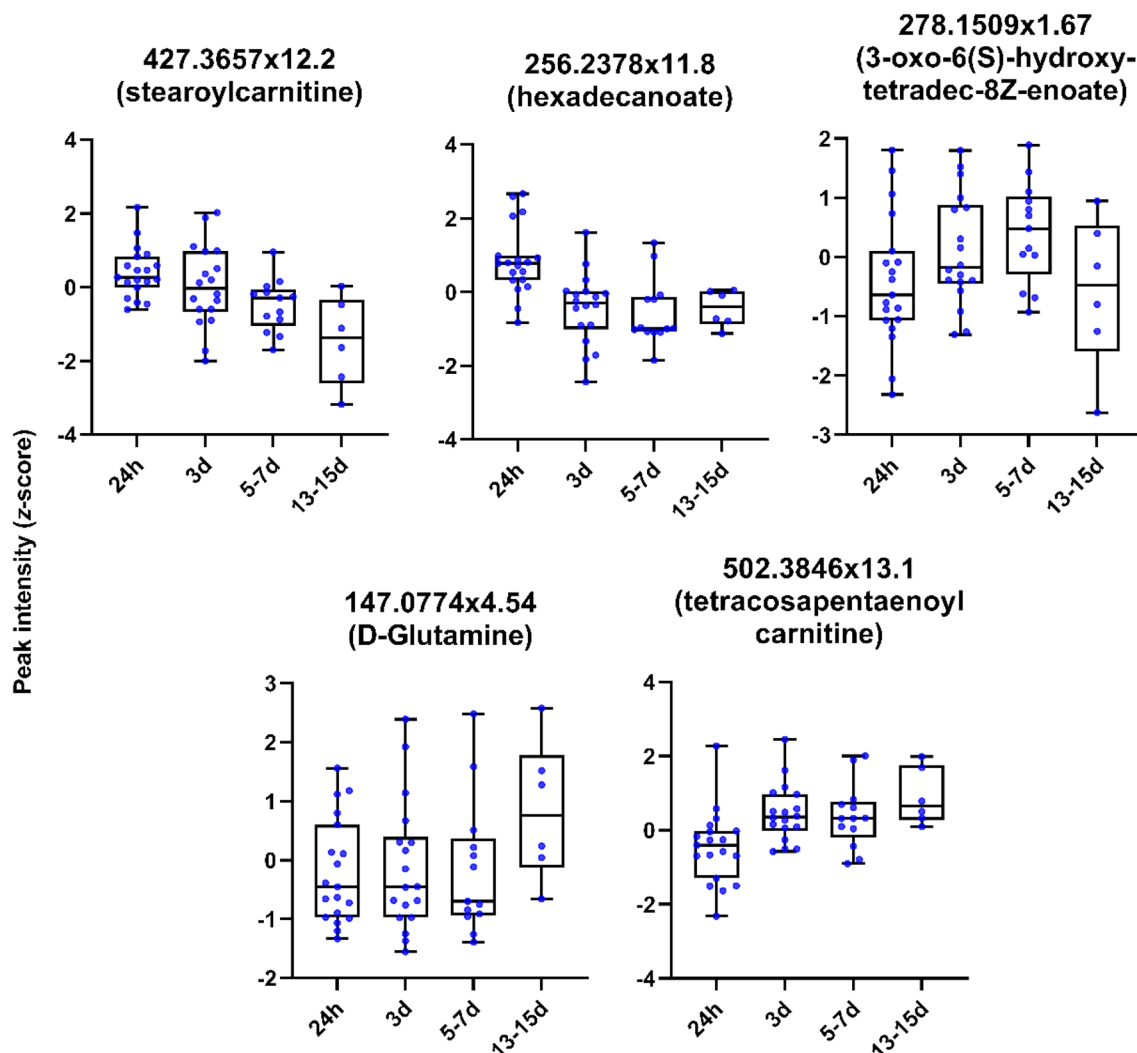 427.3657x12.2
(stearoylcarnitine)
4
2
0
-2
-4
24h
3d
5-7d
13-15d
256.2378x11.8
(hexadecanoate)
4
2
0
-2
-4
24h
3d
5-7d
13-15d
278.1509x1.67
(3-oxo-6(S)-hydroxy-
tetradec-8Z-enoate)
2
1
0
-1
-2
-3
24h
3d
5-7d
13-15d
Peak intensity (z-score)
147.0774x4.54
(D-Glutamine)
3
2
1
0
-1
-2
24h
3d
5-7d
13-15d
502.3846x13.1
(tetracosapentaenoyl
carnitine)
4
2
0
-2
-4
24h
3d
5-7d
13-15d